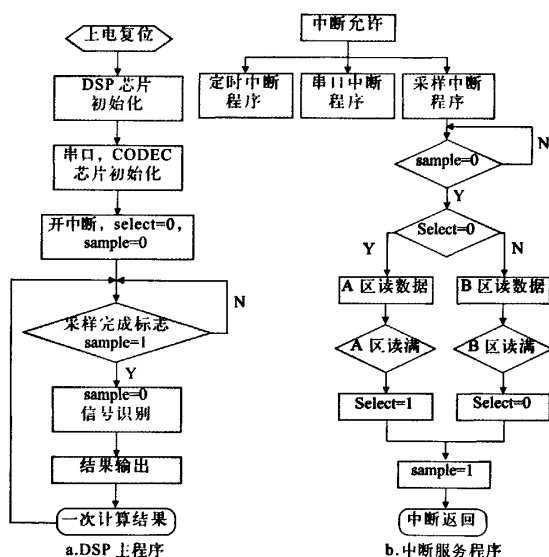 上电复位
DSP 芯片
初始化
串口，CODEC
芯片初始化
开中断，select=0，
sample=0
N
采样完成标志
sample=1
Y
sample=0
信号识别
结果输出
一次计算结果
a.DSP 主程序
中断允许
定时中断
程序
串口中断
程序
采样中断
程序
N
sample=0
Y
Select=0
Y
N
A 区读数据
B 区读数据
A 区读满
B 区读满
Select=1
Select=0
sample=1
中断返回
b.中断服务程序